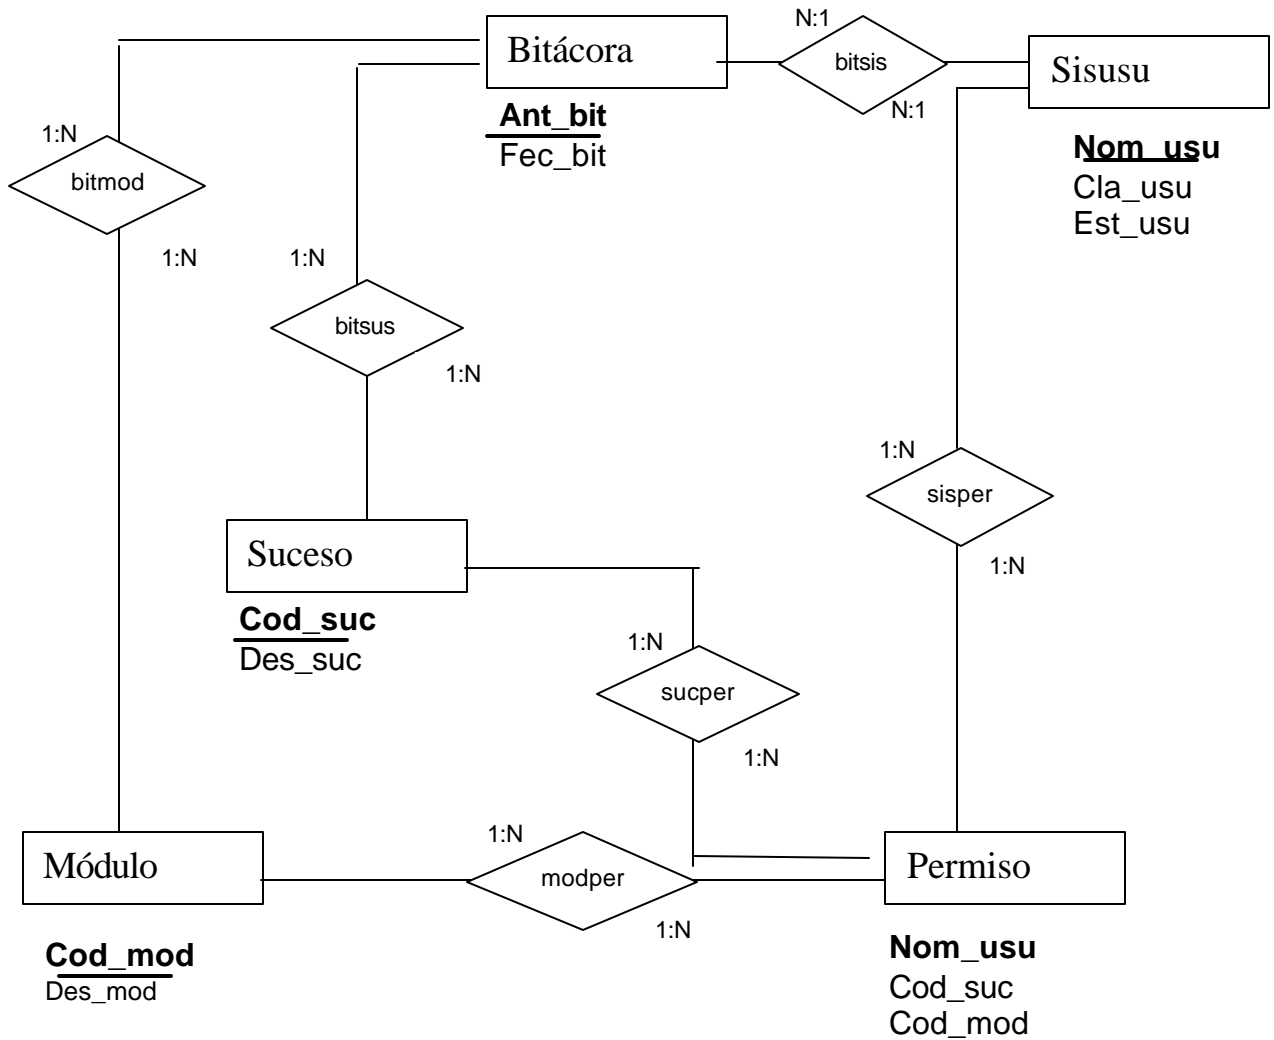 N:1
Bitácora
bitsis
Sisusu
N:1
Ant_bit
Fec_bit
1:N
bitmod
Nom_usu
Cla_usu
Est_usu
1:N
1:N
bitsus
1:N
1:N
sisper
1:N
Suceso
Cod_suc
Des_suc
1:N
sucper
1:N
Módulo
1:N
modper
1:N
Permiso
Cod_mod
Des_mod
Nom_usu
Cod_suc
Cod_mod